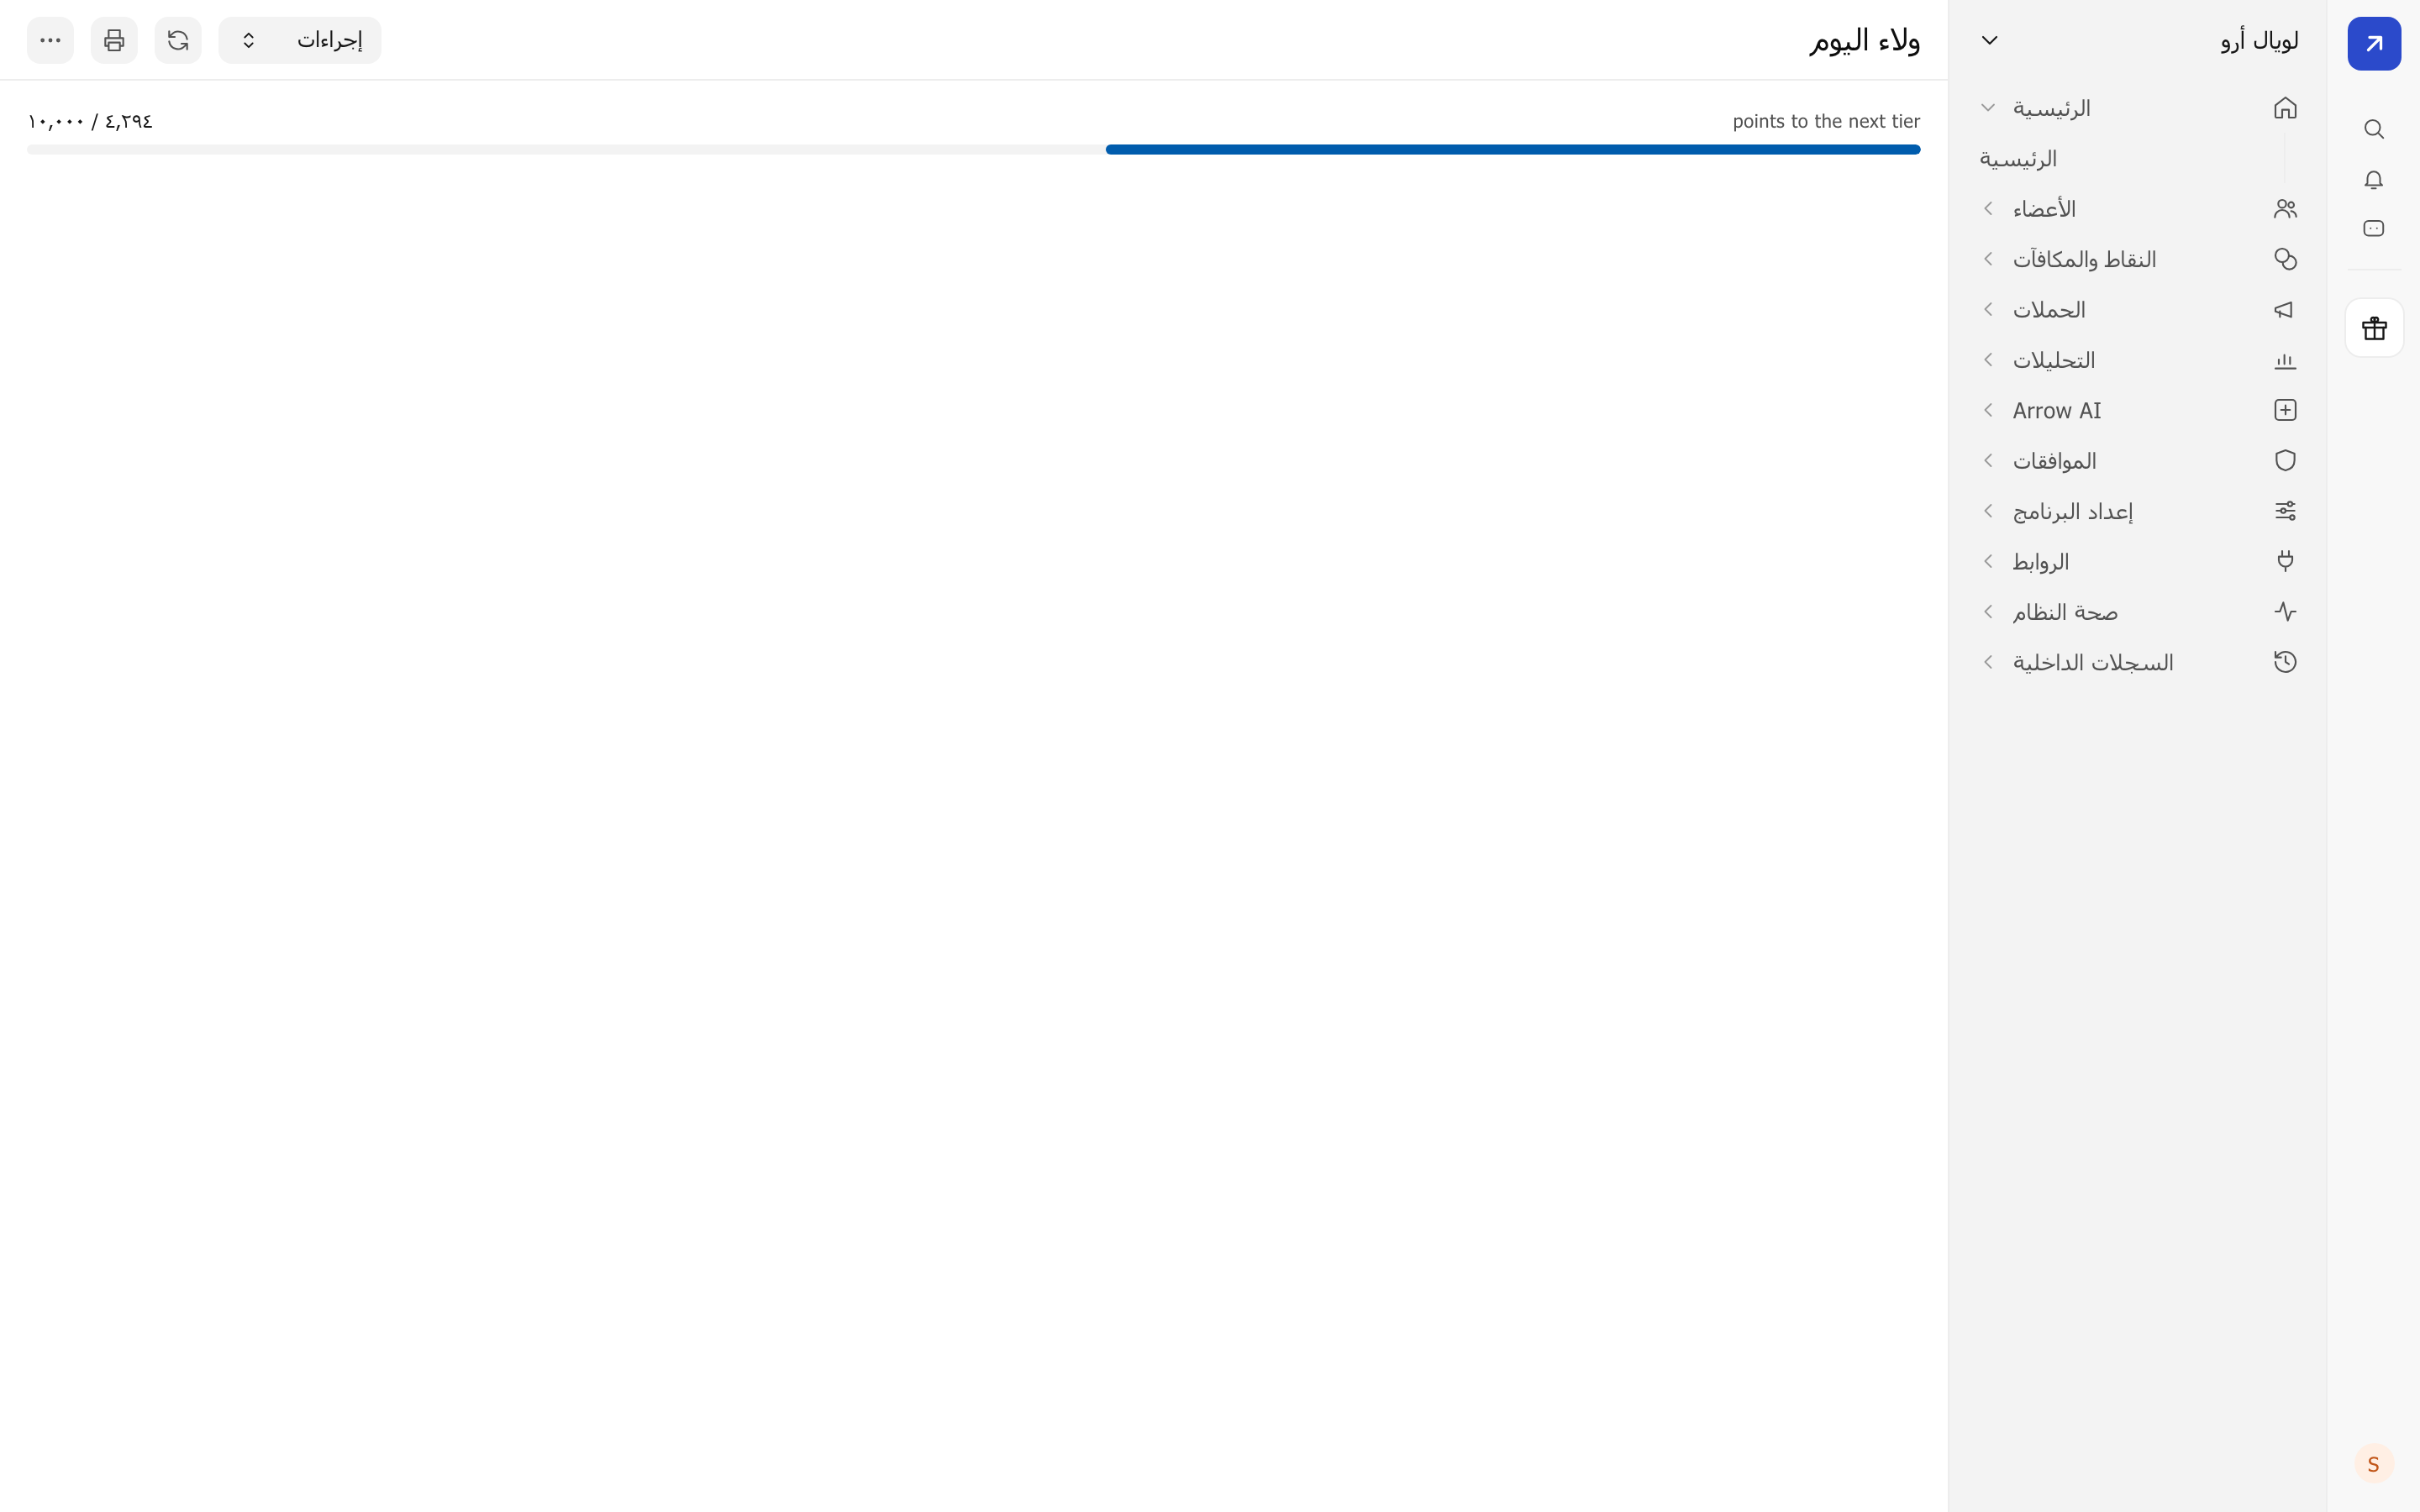 لويال أرو
الرئيسية
الرئيسية
الأعضاء
النقاط والمكافآت
الحملات
التحليلات
Arrow AI
الموافقات
إعداد البرنامج
الروابط
صحة النظام
السجلات الداخلية
S
ولاء اليوم
إجراءات
points to the next tier
٤,٢٩٤ / ١٠,٠٠٠